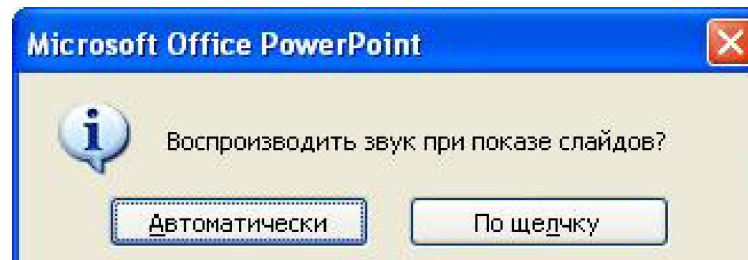 Microsoft Office PowerPoint
Воспроизводить звук при показе слайдов?
Автоматически По щелчку